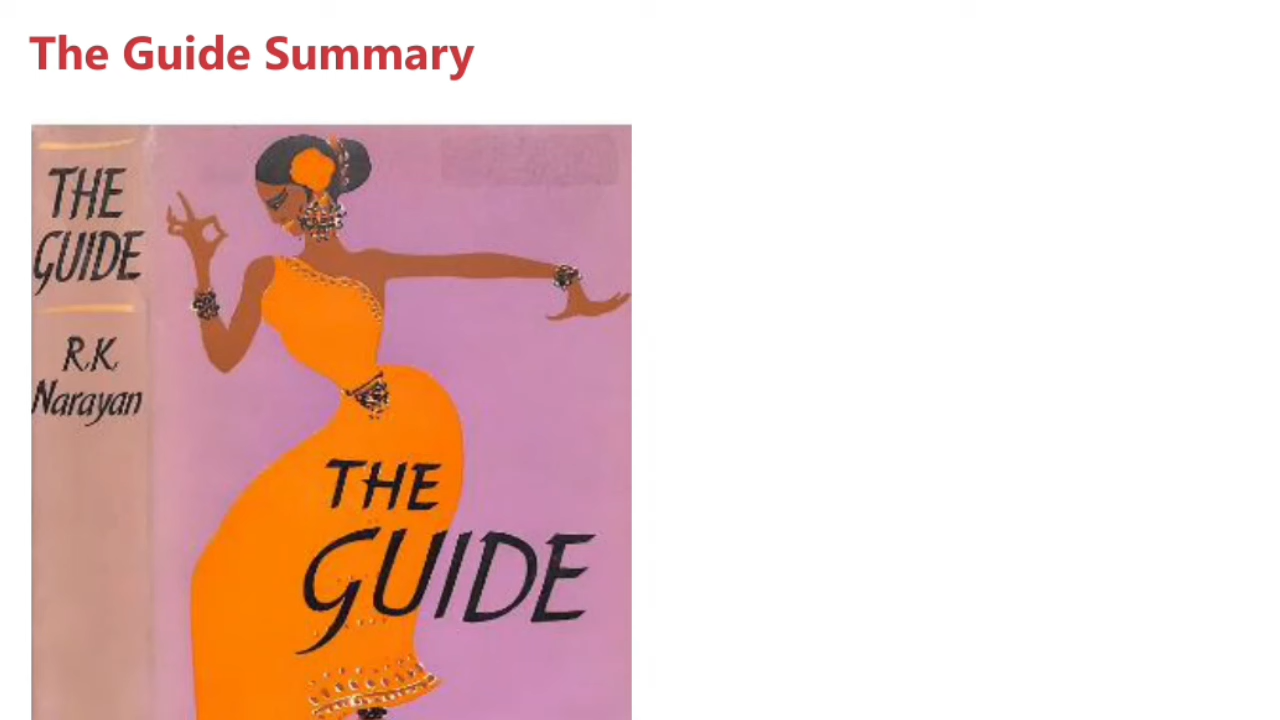 The Guide Summary
THE
GUIDE
R.K.
Narayan
THE
GUIDE